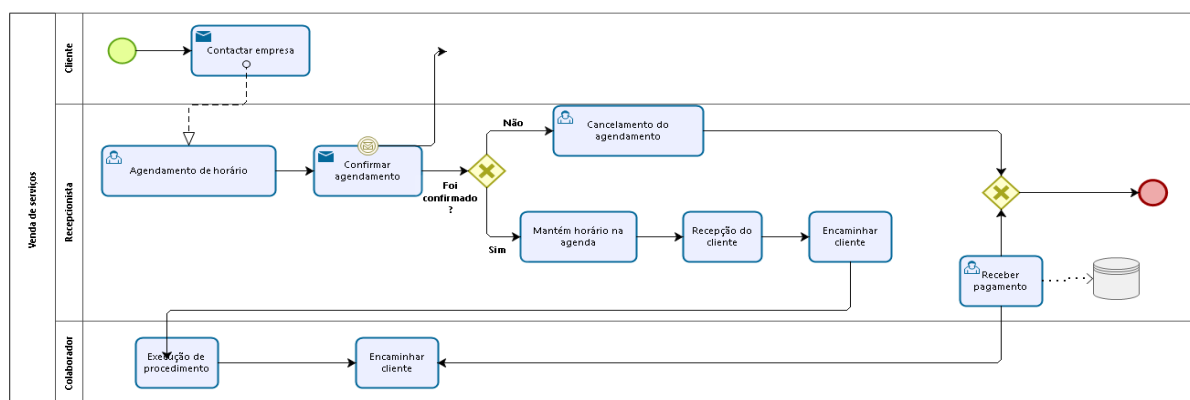 Venda de serviços
Cliente
Contactar empresa
Recepcionista
Agendamento de horário
Confirmar
agendamento
Foi
confirmado
?
Não
Cancelamento do
agendamento
Sim
Mantém horário na
agenda
Recepção do
cliente
Encaminhar
cliente
Receber
pagamento
Colaborador
Execução de
procedimento
Encaminhar
cliente